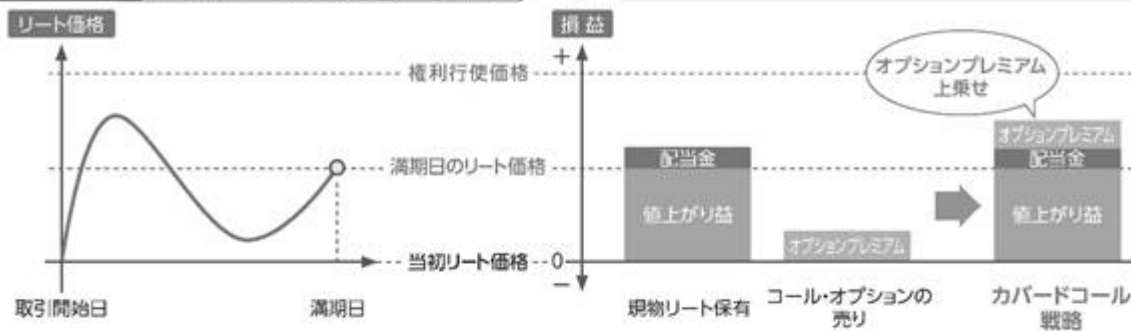 リート価格
権利行使価格
満期日のリート価格
当初リート価格
取引開始日
満期日
損益
+
0
−
オプションプレミアム
上乗せ
配当金
値上がり益
オプションプレミアム
オプションプレミアム
配当金
値上がり益
現物リート保有
コール・オプションの
売り
カバードコール
戦略